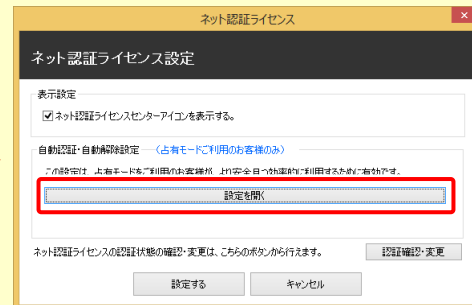 ネット認証ライセンス
ネット認証ライセンス設定
表示設定
ネット認証ライセンスセンターアイコンを表示する。
自動認証・自動解除設定 （占有モードご利用のお客様のみ）
この設定は、占有モードをご利用のお客様が、より安全且つ効率的に利用するために有効です。
設定を開く
ネット認証ライセンスの認証状態の確認・変更は、こちらのボタンから行えます。
認証確認・変更
設定する
キャンセル